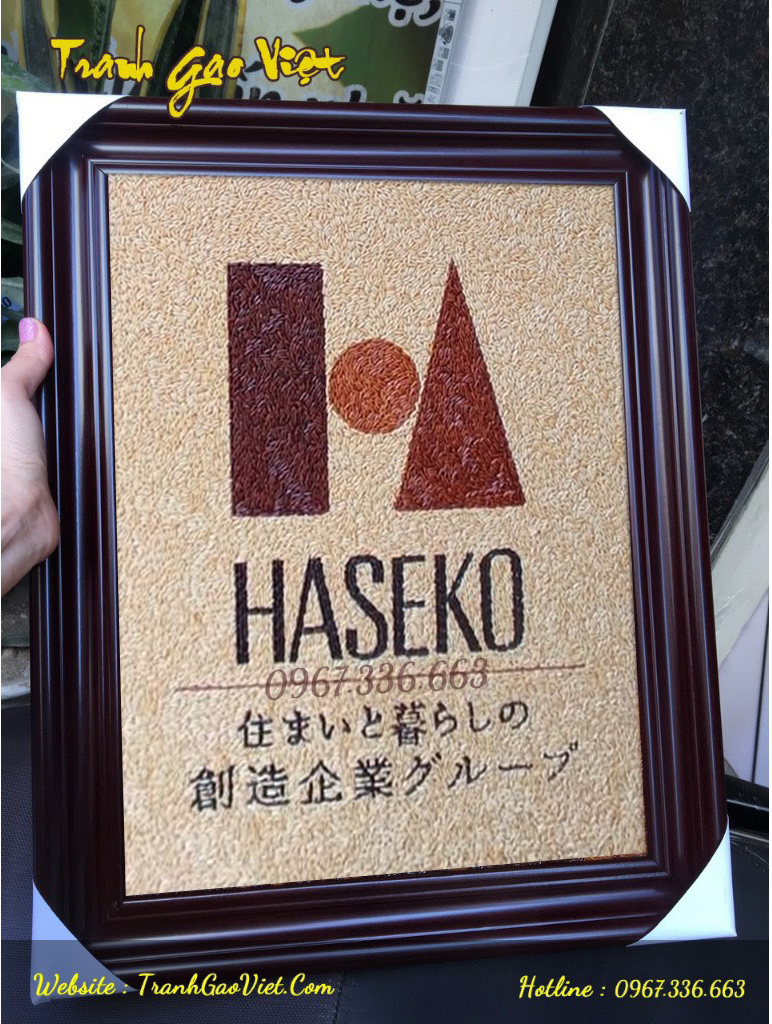 Tranh Gạo Việt
HASEKO
0967.336.663
住まいと暮らしの
創造企業グループ
Website : TranhGaoViet.Com
Hotline : 0967.336.663